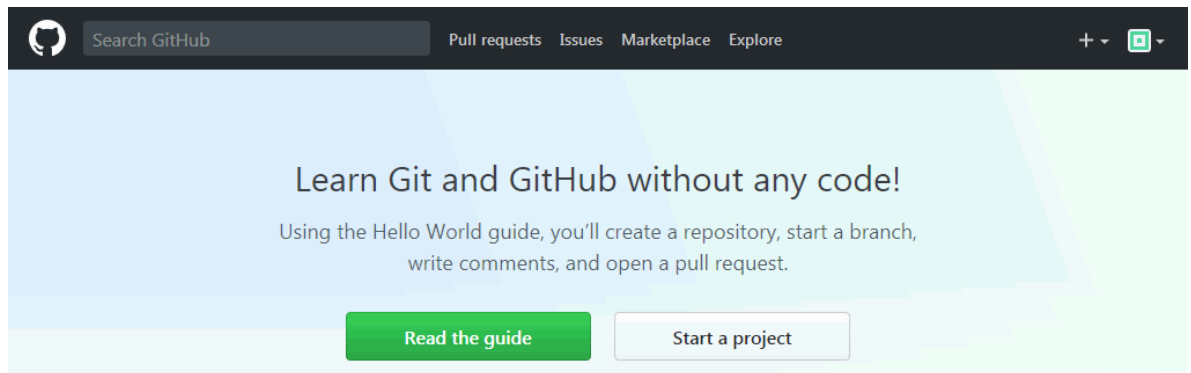 Search GitHub Pull requests Issues Marketplace Explore
Learn Git and GitHub without any code!
Using the Hello World guide, you’ll create a repository, start a branch,
write comments, and open a pull request.
Read the guide Start a project